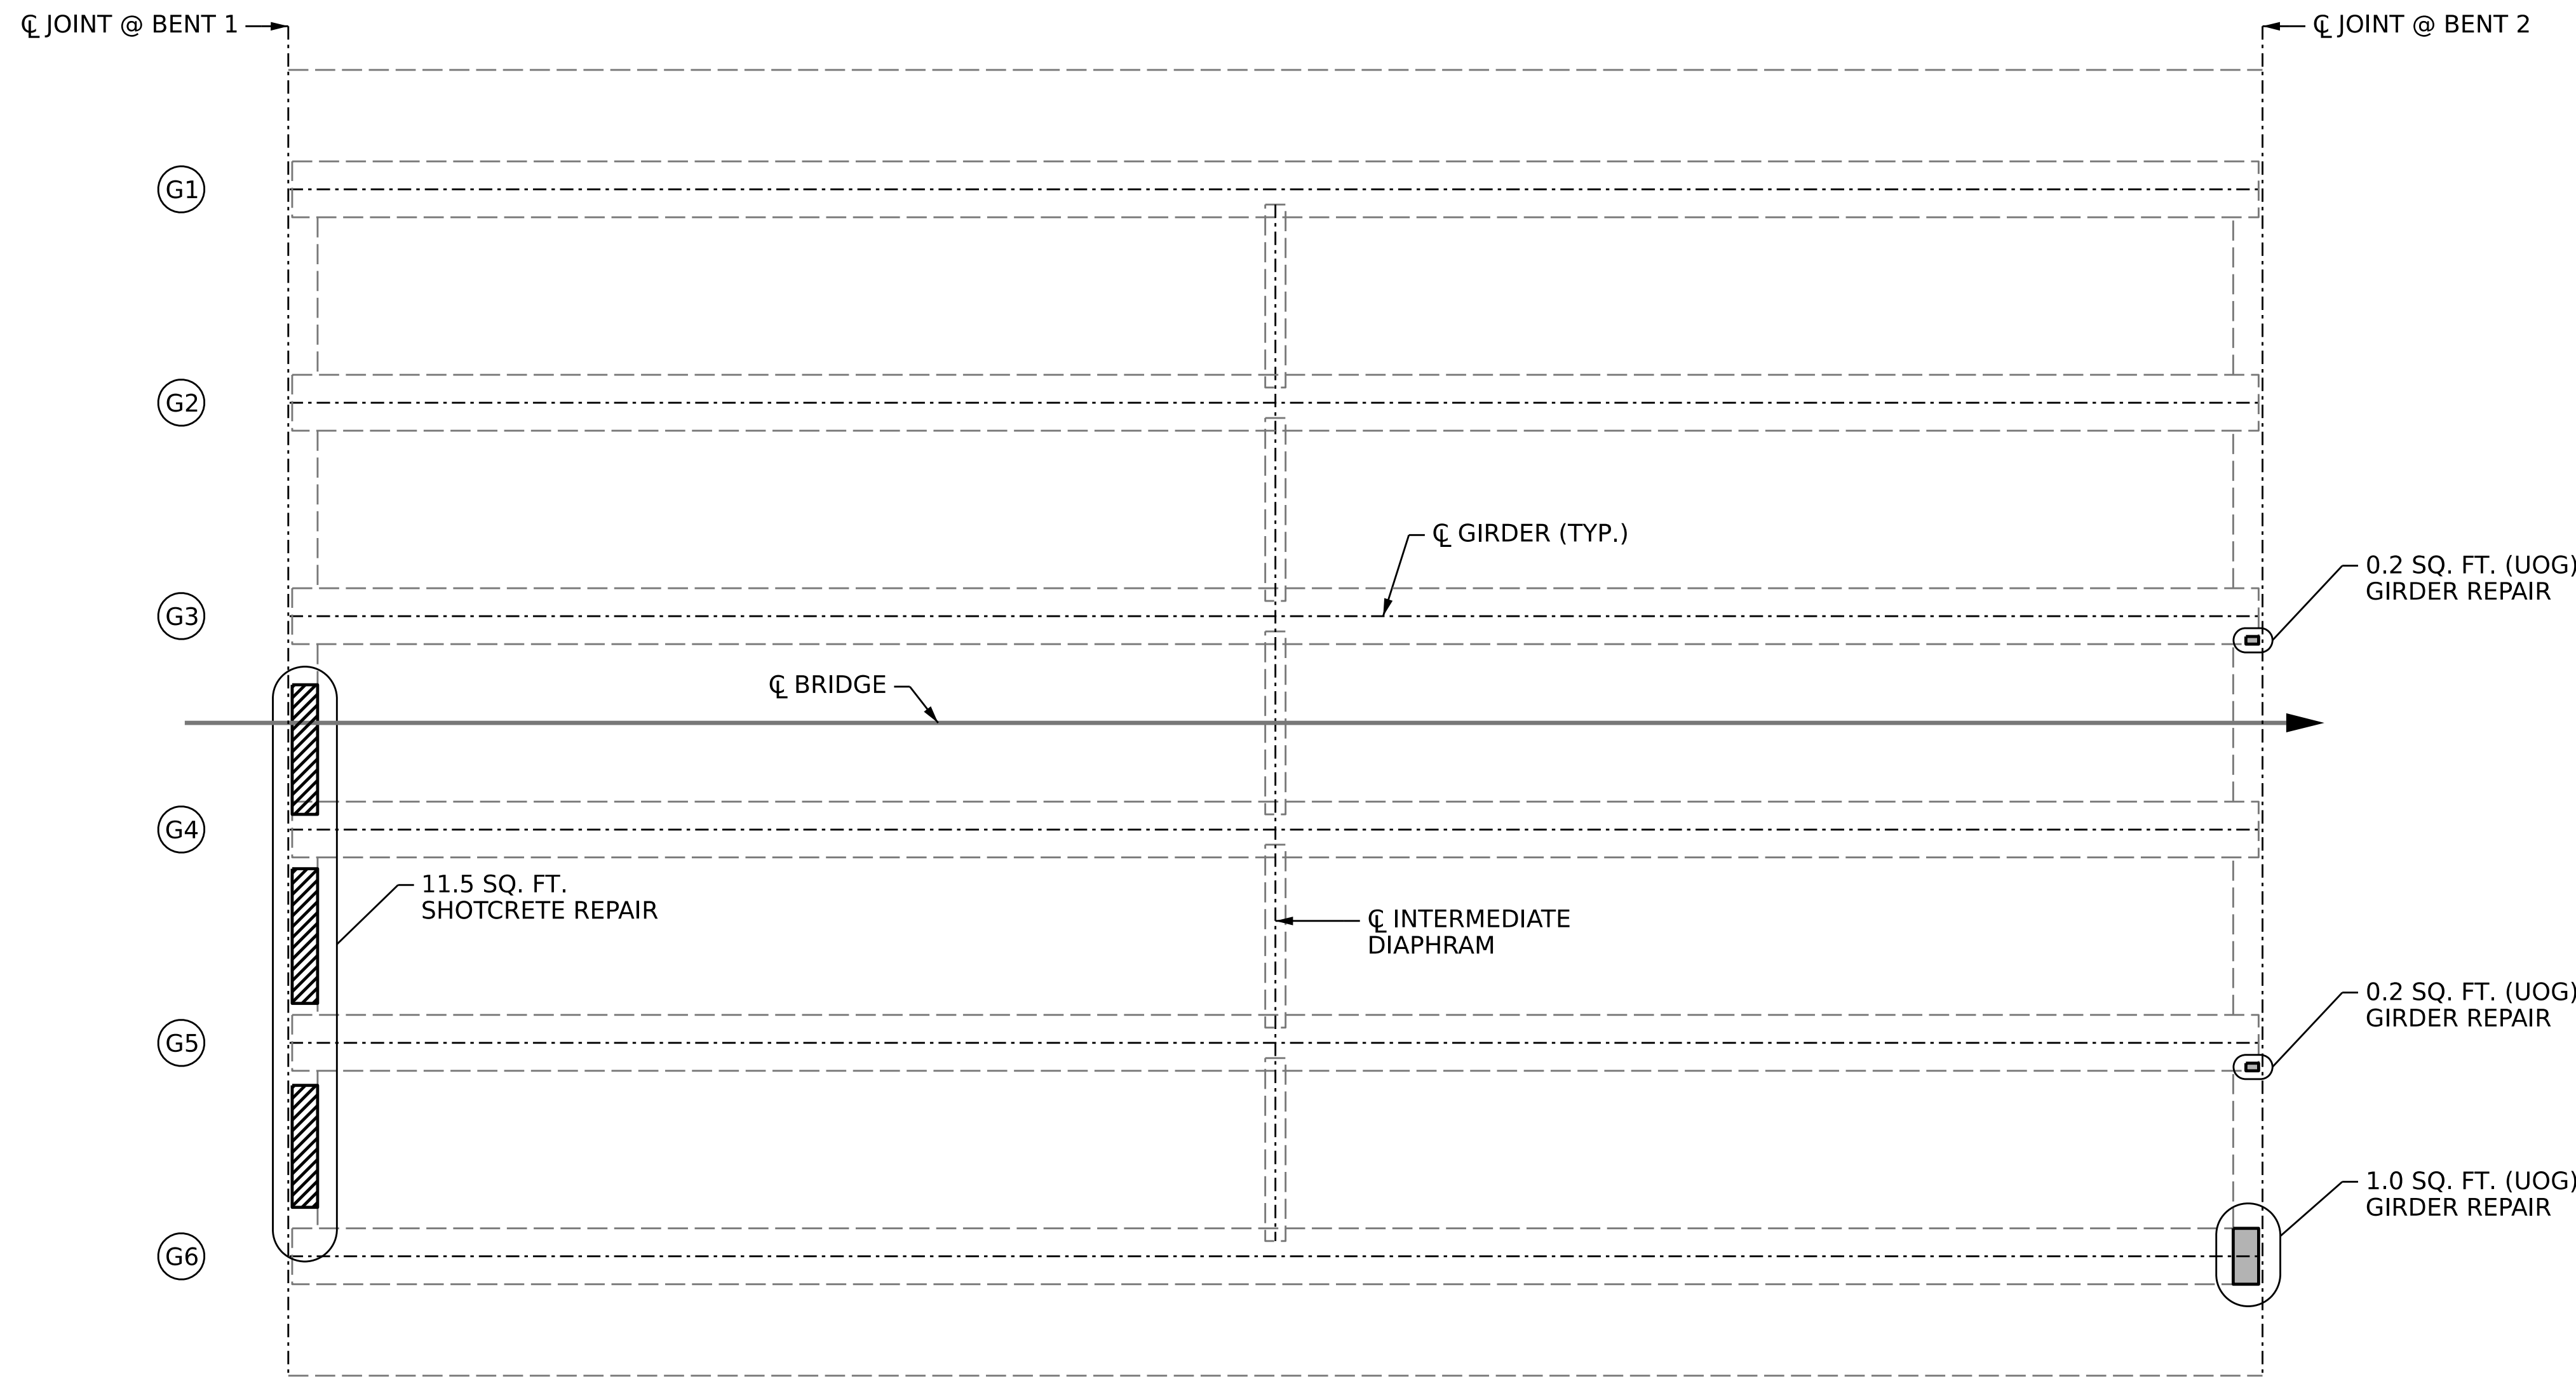 ℄ JOINT @ BENT 1
℄ JOINT @ BENT 2
G1
G2
℄ GIRDER (TYP.)
G3
0.2 SQ. FT. (UOG)
GIRDER REPAIR
℄ BRIDGE
G4
11.5 SQ. FT.
SHOTCRETE REPAIR
℄ INTERMEDIATE
DIAPHRAM
0.2 SQ. FT. (UOG)
GIRDER REPAIR
G5
1.0 SQ. FT. (UOG)
GIRDER REPAIR
G6